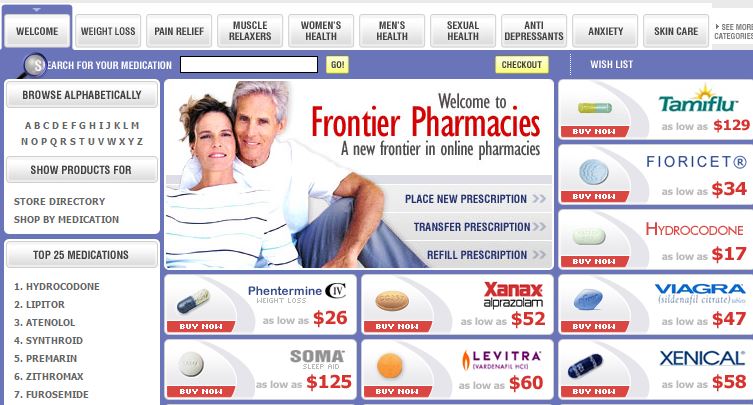 WELCOME
WEIGHT LOSS
PAIN RELIEF
MUSCLE
RELAXERS
WOMEN'S
HEALTH
MEN'S
HEALTH
SEXUAL
HEALTH
ANTI
DEPRESSANTS
ANXIETY
SKIN CARE
SEE MORE
CATEGORIES
SEARCH FOR YOUR MEDICATION
GO!
CHECKOUT
WISH LIST
BROWSE ALPHABETICALLY
A B C D E F G H I J K L M
N O P Q R S T U V W X Y Z
SHOW PRODUCTS FOR
STORE DIRECTORY
SHOP BY MEDICATION
TOP 25 MEDICATIONS
1. HYDROCODONE
2. LIPITOR
3. ATENOLOL
4. SYNTHROID
5. PREMARIN
6. ZITHROMAX
7. FUROSEMIDE
Welcome to
Frontier Pharmacies
A new frontier in online pharmacies
PLACE NEW PRESCRIPTION >>
TRANSFER PRESCRIPTION >>
REFILL PRESCRIPTION >>
Tamiflu
BUY NOW
as low as $129
FIORICET®
BUY NOW
as low as $34
HYDROCODONE
BUY NOW
as low as $17
Phentermine CIV
WEIGHT LOSS
BUY NOW
as low as $26
Xanax
alprazolam
BUY NOW
as low as $52
VIAGRA
(sildenafil citrate) tablets
BUY NOW
as low as $47
SOMA
SLEEP AID
BUY NOW
as low as $125
LEVITRA
(VARDENAFIL HCl)
BUY NOW
as low as $60
XENICAL
BUY NOW
as low as $58